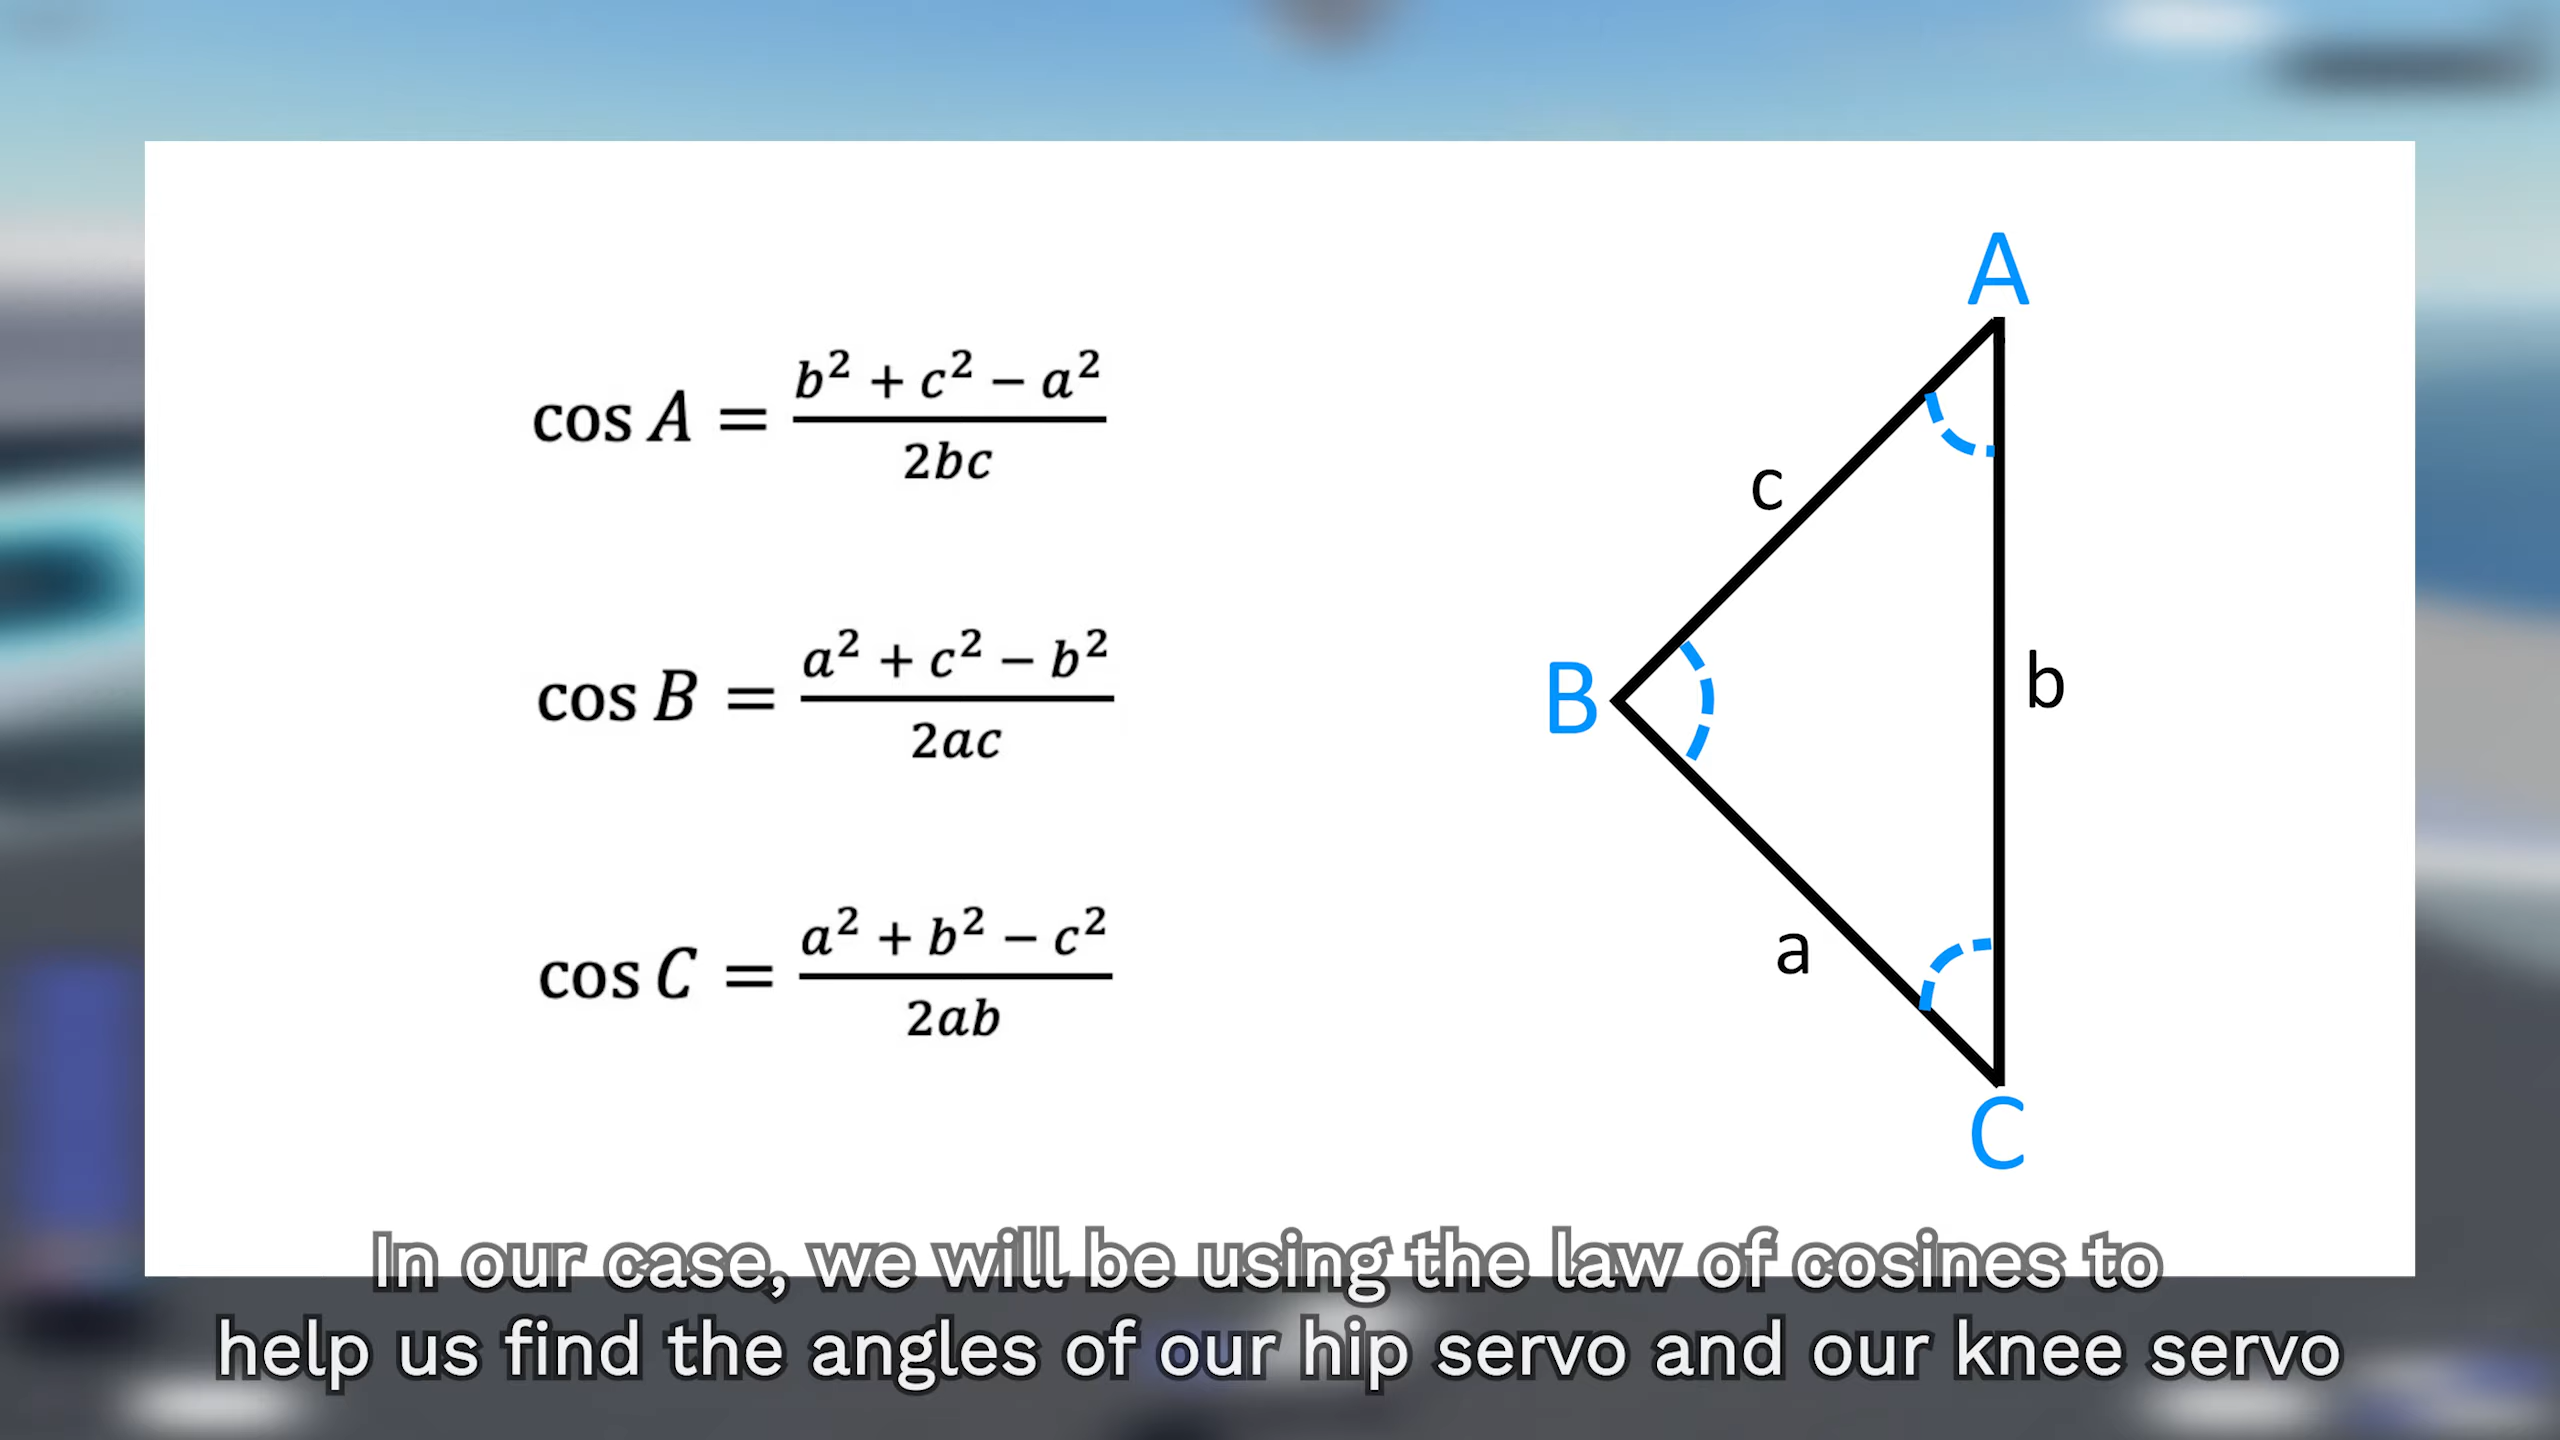 cos A = (b² + c² − a²) / 2bc
cos B = (a² + c² − b²) / 2ac
cos C = (a² + b² − c²) / 2ab
A
c
B
b
a
C
In our case, we will be using the law of cosines to
help us find the angles of our hip servo and our knee servo